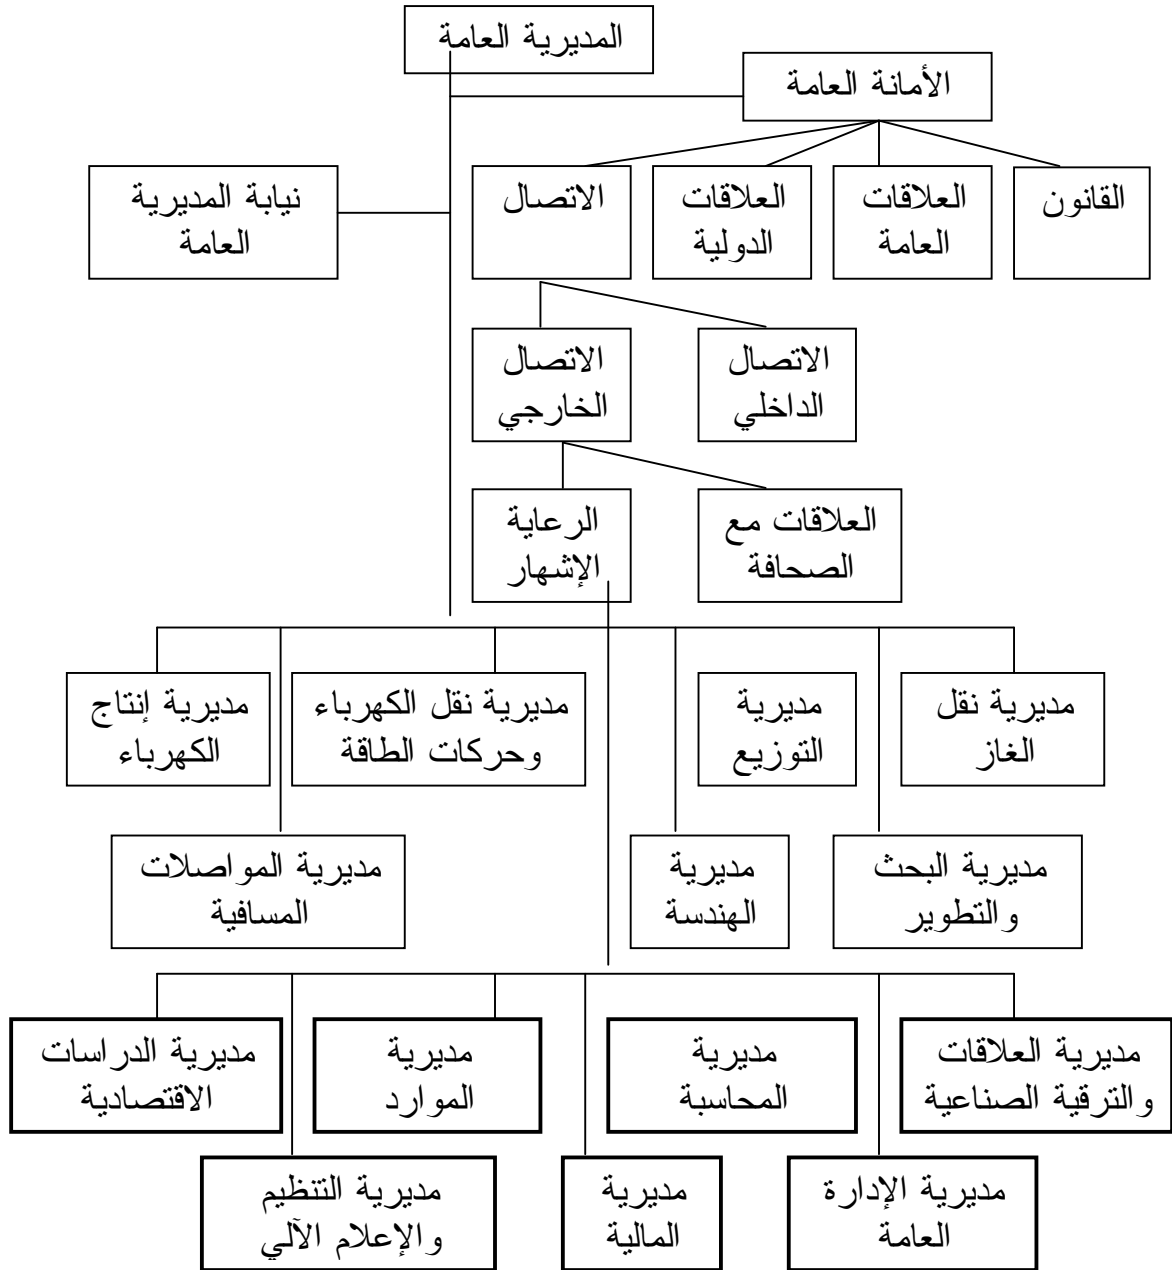 المديرية العامة
الأمانة العامة
القانون
العلاقات
العامة
العلاقات
الدولية
الاتصال
نيابة المديرية
العامة
الاتصال
الداخلي
الاتصال
الخارجي
العلاقات مع
الصحافة
الرعاية
الإشهار
مديرية نقل
الغاز
مديرية
التوزيع
مديرية نقل الكهرباء
وحركات الطاقة
مديرية إنتاج
الكهرباء
مديرية البحث
والتطوير
مديرية
الهندسة
مديرية المواصلات
المسافية
مديرية العلاقات
والترقية الصناعية
مديرية
المحاسبة
مديرية
الموارد
مديرية الدراسات
الاقتصادية
مديرية الإدارة
العامة
مديرية
المالية
مديرية التنظيم
والإعلام الآلي